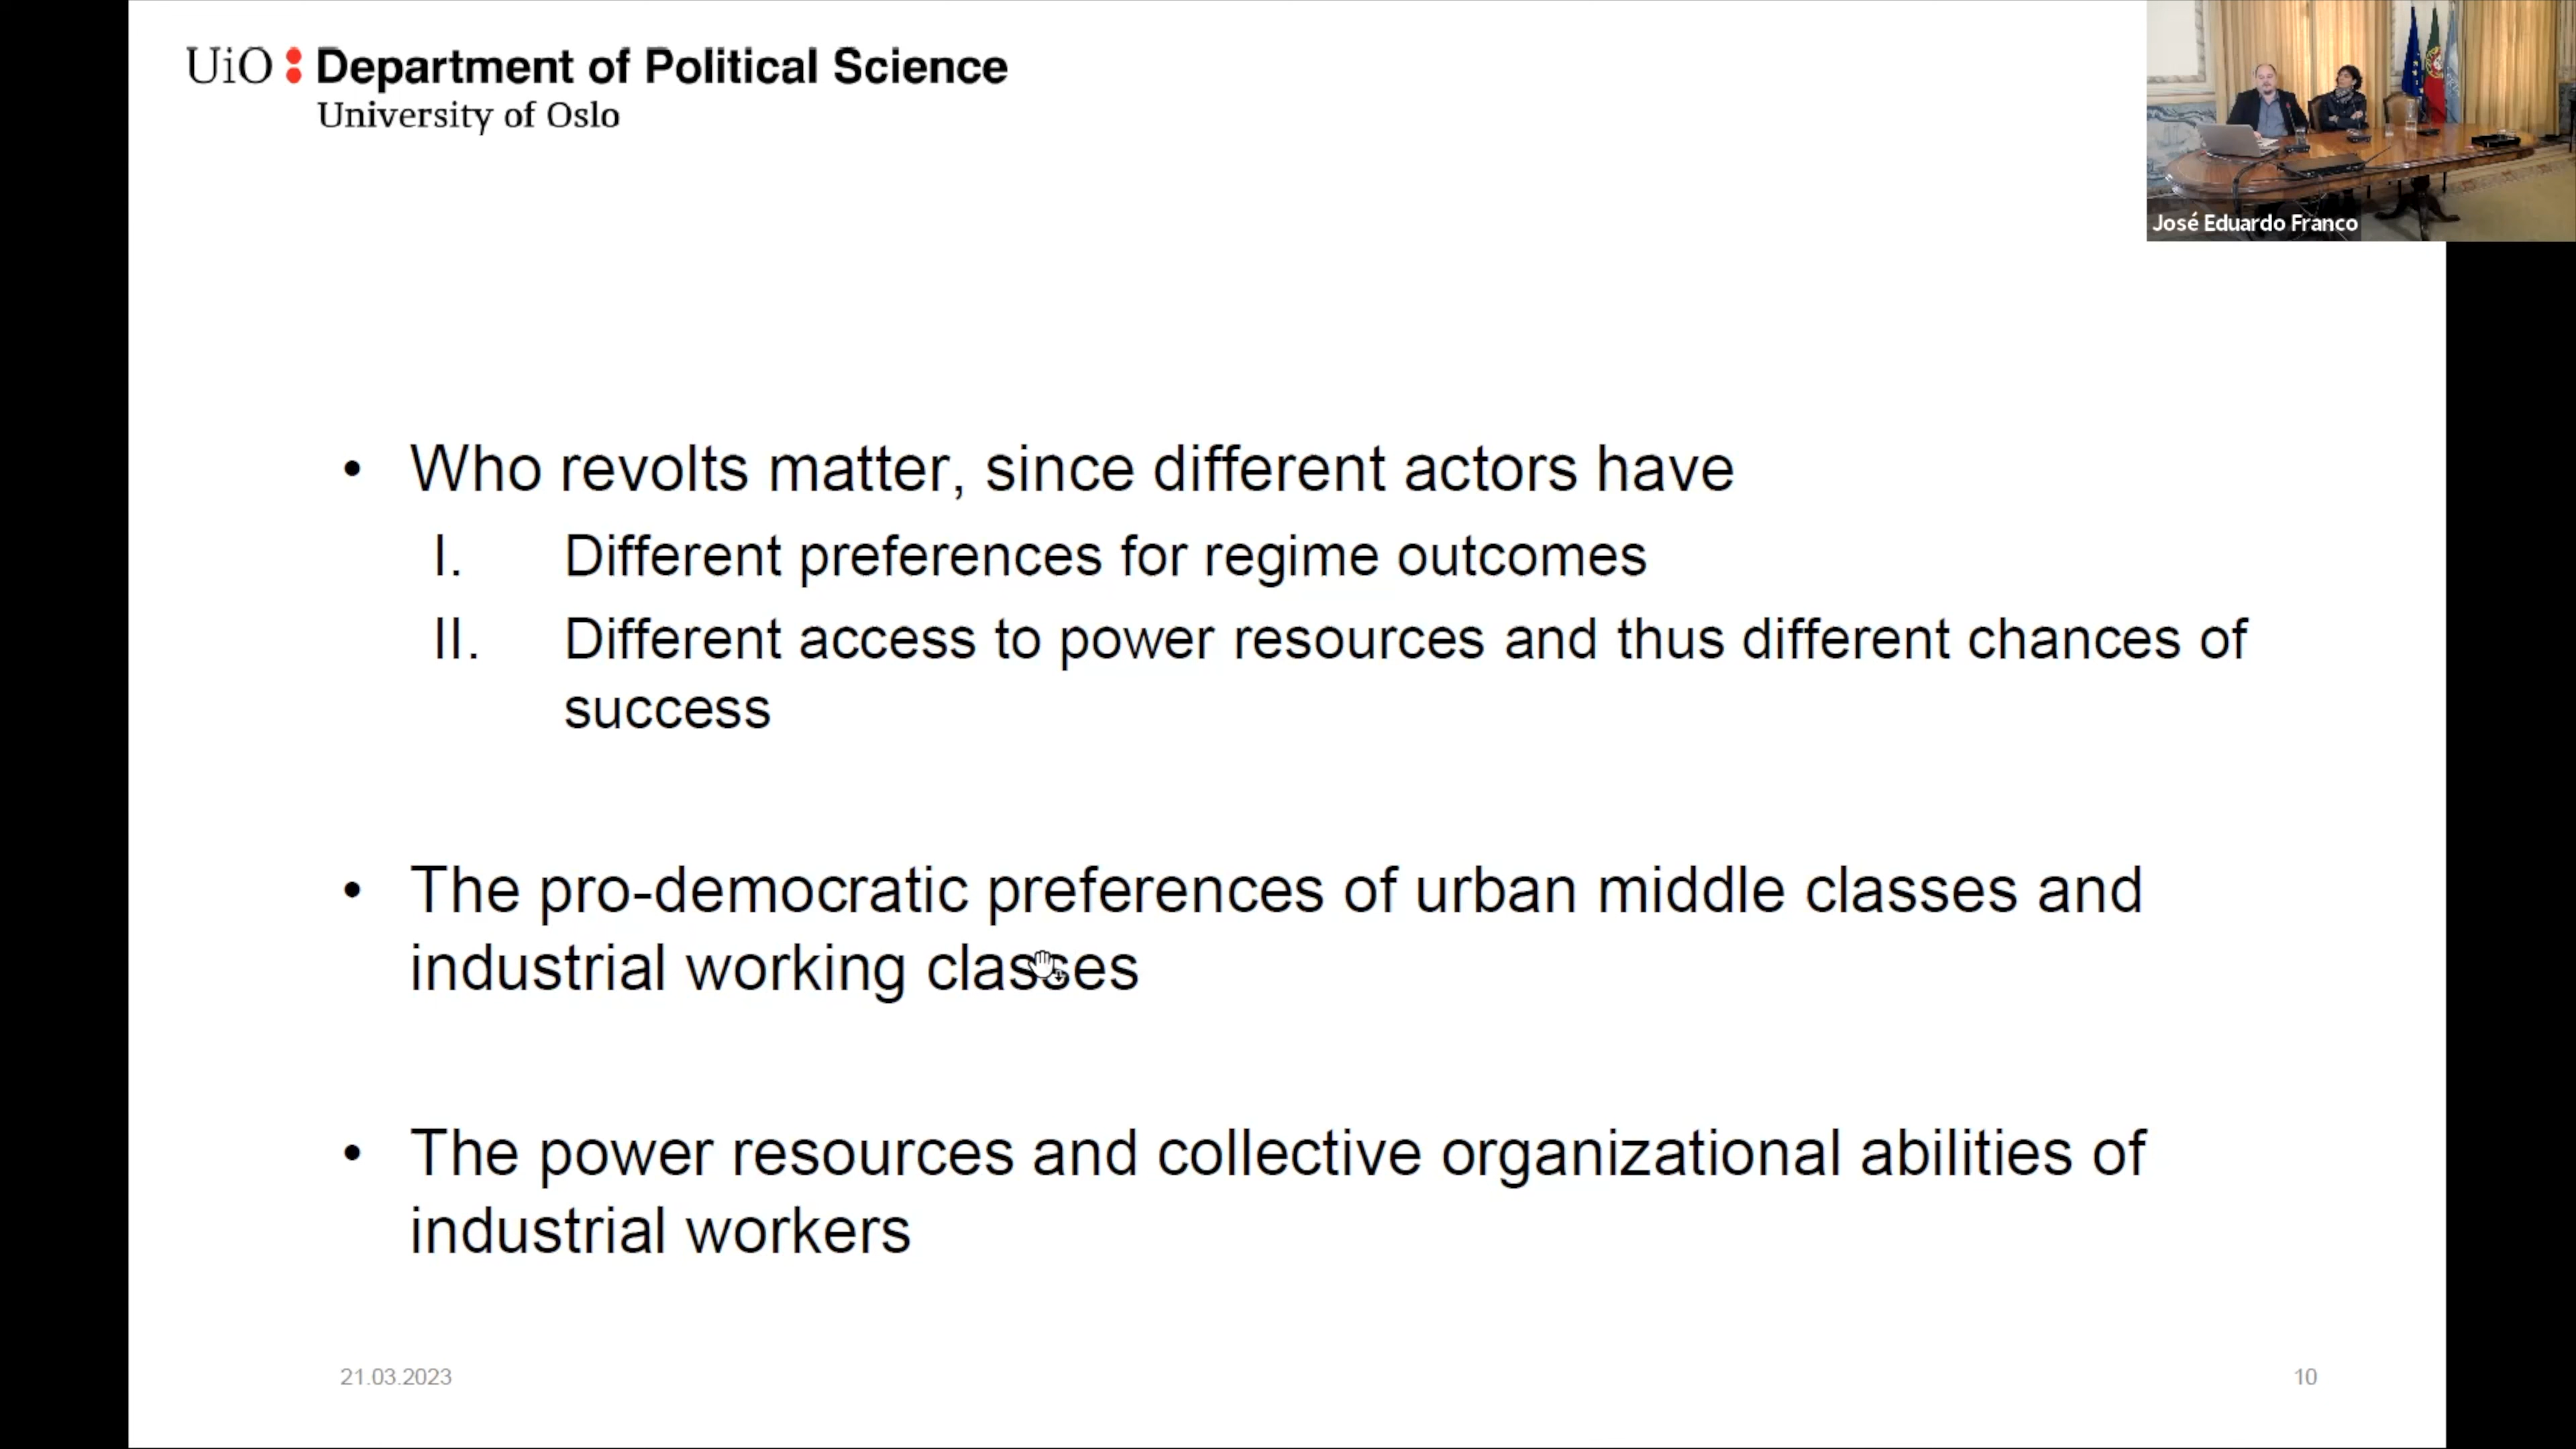 UiO : Department of Political Science
University of Oslo
José Eduardo Franco
• Who revolts matter, since different actors have
I. Different preferences for regime outcomes
II. Different access to power resources and thus different chances of
success
• The pro-democratic preferences of urban middle classes and
industrial working classes
• The power resources and collective organizational abilities of
industrial workers
21.03.2023
10